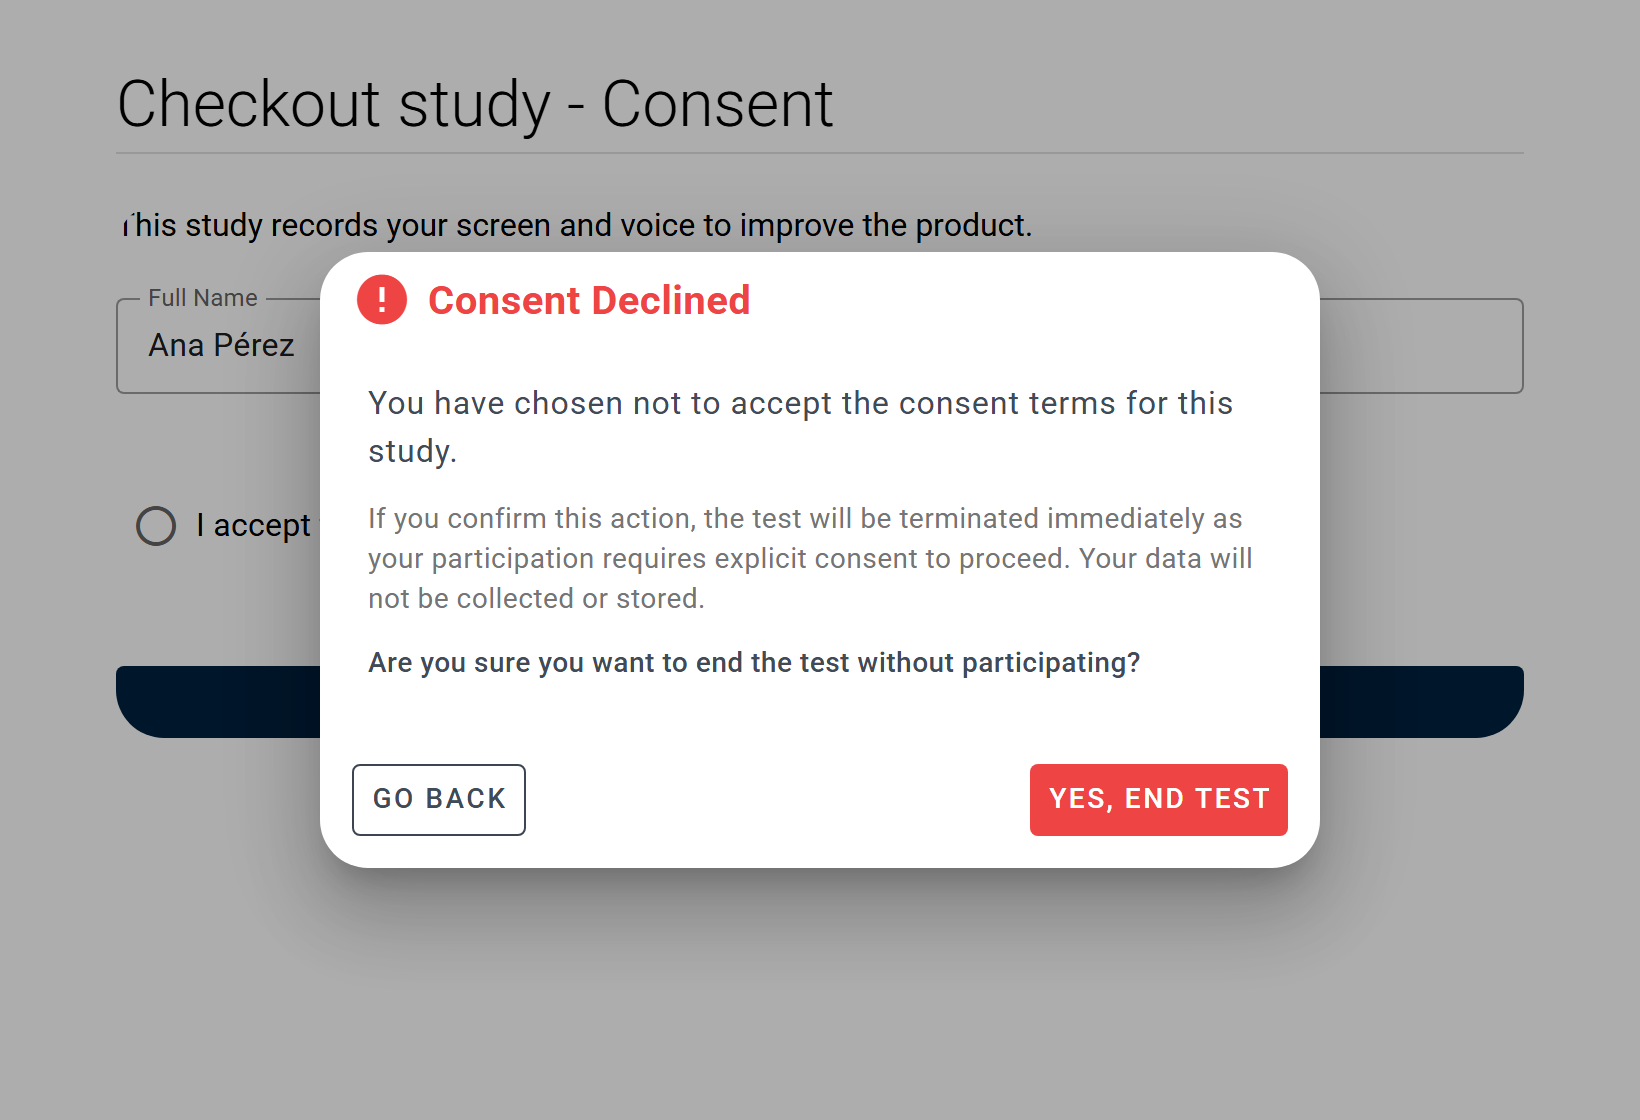 Checkout study - Consent
This study records your screen and voice to improve the product.
Full Name
Ana Pérez
I accept
Consent Declined
You have chosen not to accept the consent terms for this
study.
If you confirm this action, the test will be terminated immediately as
your participation requires explicit consent to proceed. Your data will
not be collected or stored.
Are you sure you want to end the test without participating?
GO BACK
YES, END TEST